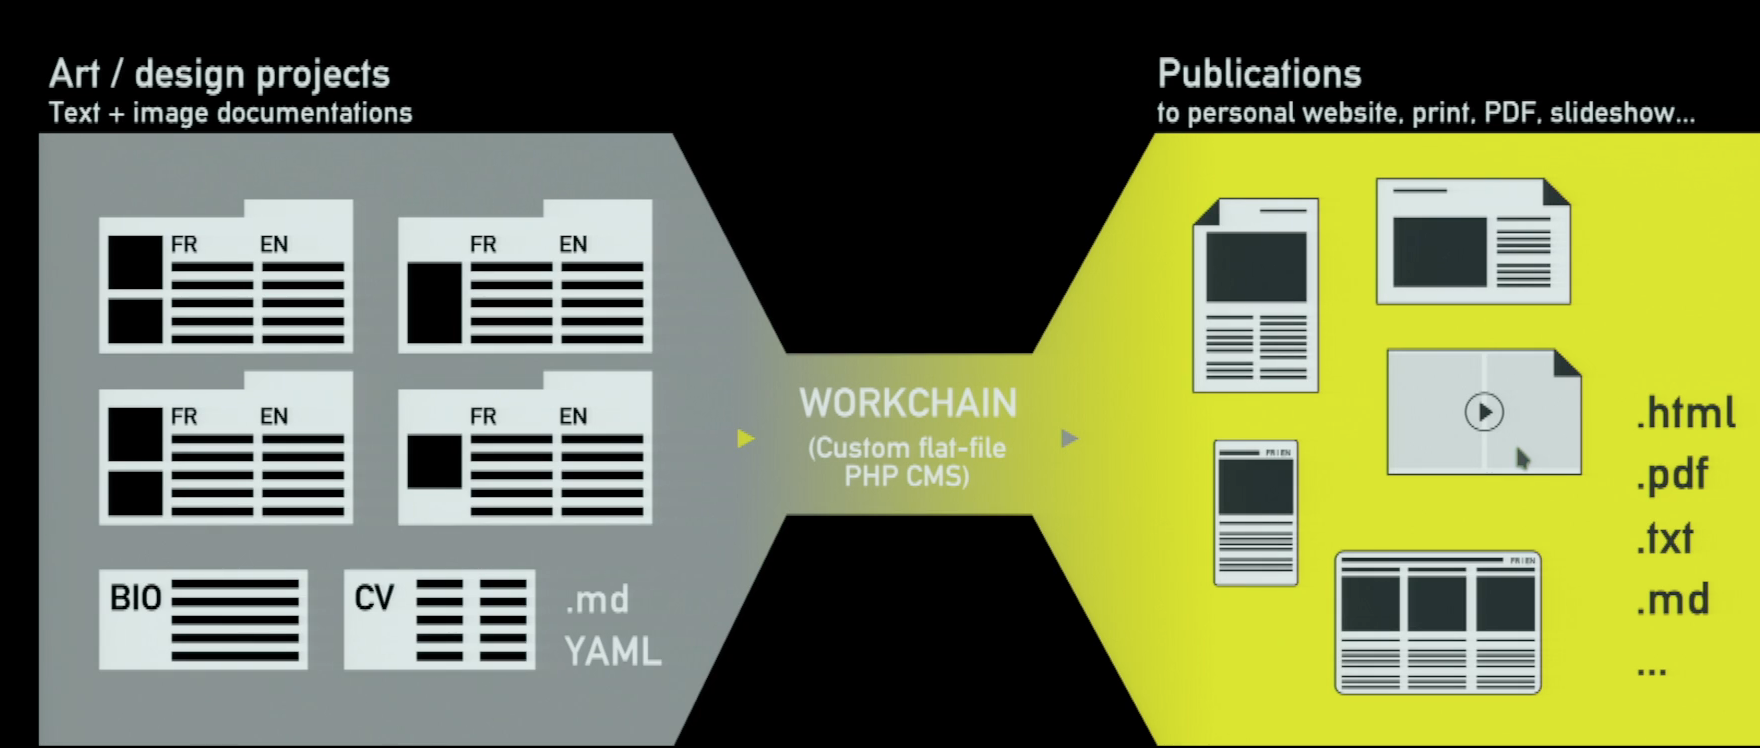 Art / design projects
Text + image documentations
FR EN
FR EN
FR EN
FR EN
BIO
CV
.md
YAML
WORKCHAIN
(Custom flat-file
PHP CMS)
Publications
to personal website, print, PDF, slideshow...
FR|EN
FR|EN
.html
.pdf
.txt
.md
...